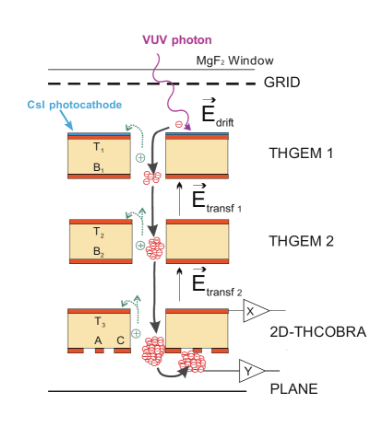 VUV photon
MgF₂ Window
GRID
CsI photocathode
E drift
T₁
B₁
THGEM 1
E transf 1
T₂
B₂
THGEM 2
E transf 2
T₃
A C
X
2D-THCOBRA
Y
PLANE